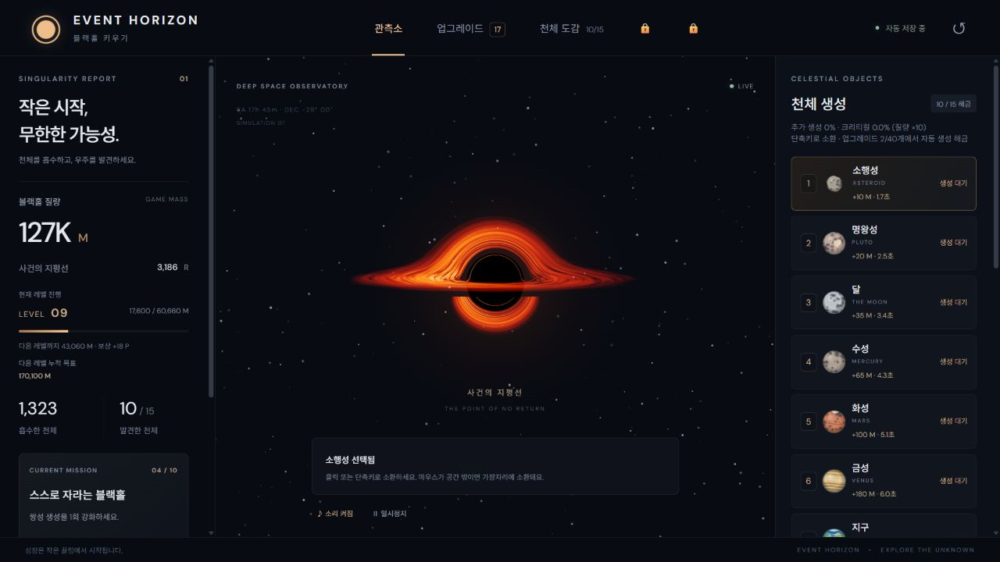 EVENT HORIZON
블랙홀 키우기
관측소
업그레이드 17
천체 도감 10/15
자동 저장 중
SINGULARITY REPORT 01
작은 시작,
무한한 가능성.
천체를 흡수하고, 우주를 발견하세요.
블랙홀 질량 GAME MASS
127K M
사건의 지평선 3,186 R
현재 레벨 진행
LEVEL 09 17,600 / 60,660 M
다음 레벨까지 43,060 M · 보상 +18 P
다음 레벨 누적 목표
170,100 M
1,323 10 / 15
흡수한 천체 발견한 천체
CURRENT MISSION 04 / 10
스스로 자라는 블랙홀
쌍성 생성을 1회 강화하세요.
DEEP SPACE OBSERVATORY LIVE
RA 17h 45m · DEC −29° 00′
SIMULATION 01
사건의 지평선
THE POINT OF NO RETURN
소행성 선택됨
클릭 또는 단축키로 소환하세요. 마우스가 공간 밖이면 가장자리에 소환돼요.
♪ 소리 켜짐 II 일시정지
CELESTIAL OBJECTS
천체 생성 10 / 15 해금
추가 생성 0% · 크리티컬 0.0% (질량 ×10)
단축키로 소환 · 업그레이드 2/40개에서 자동 생성 해금
1 소행성 ASTEROID +10 M · 1.7초 생성 대기
2 명왕성 PLUTO +20 M · 2.5초 생성 대기
3 달 THE MOON +35 M · 3.4초 생성 대기
4 수성 MERCURY +65 M · 4.3초 생성 대기
5 화성 MARS +100 M · 5.1초 생성 대기
6 금성 VENUS +180 M · 6.0초 생성 대기
지구
성장은 작은 끌림에서 시작됩니다.
EVENT HORIZON · EXPLORE THE UNKNOWN